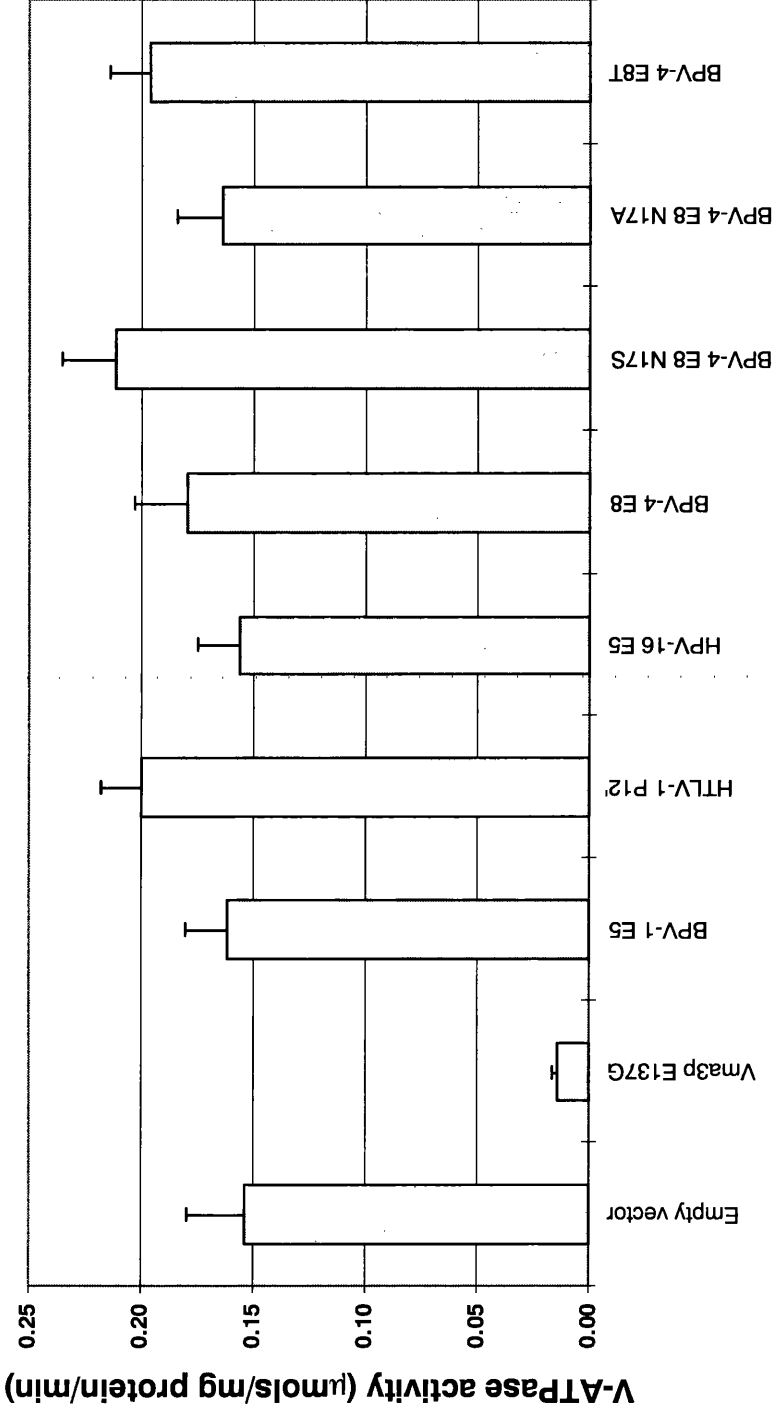 V-ATPase activity (μmols/mg protein/min)
0.25
0.20
0.15
0.10
0.05
0.00
Empty vector
Vma3p E137G
BPV-1 E5
HTLV-1 P12'
HPV-16 E5
BPV-4 E8
BPV-4 E8 N17S
BPV-4 E8 N17A
BPV-4 E8T